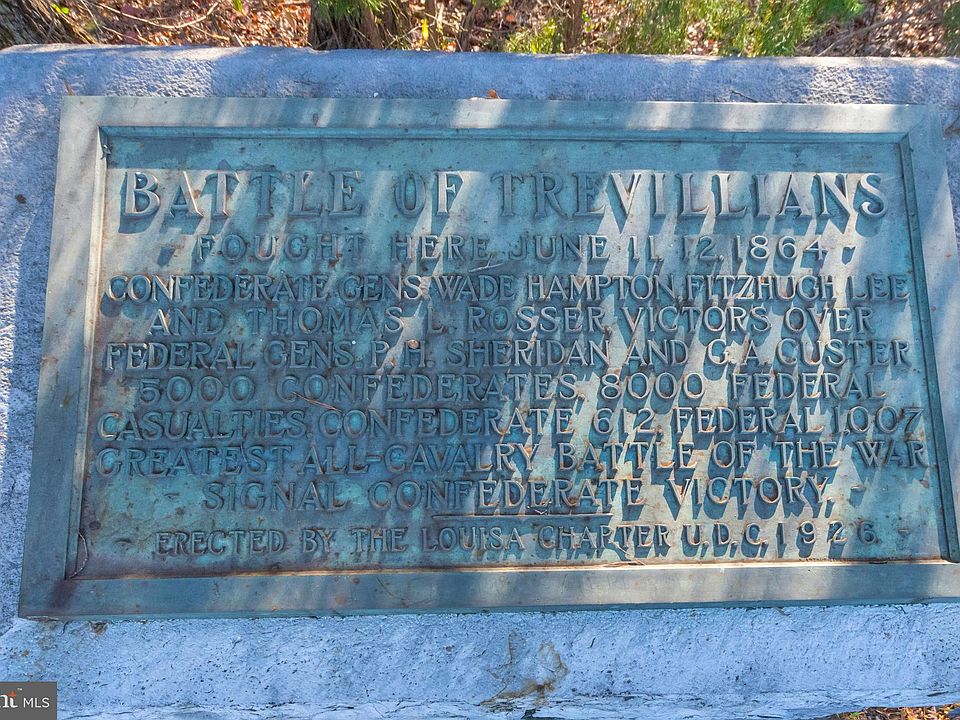 BATTLE OF TREVILLIANS
- FOUGHT HERE JUNE 11, 12, 1864 -
CONFEDERATE GENS. WADE HAMPTON, FITZHUGH LEE
AND THOMAS L. ROSSER VICTORS OVER
FEDERAL GENS. P. H. SHERIDAN AND G. A. CUSTER
5000 CONFEDERATES 8000 FEDERAL
CASUALTIES, CONFEDERATE 612, FEDERAL 1,007
GREATEST ALL-CAVALRY BATTLE OF THE WAR
- SIGNAL CONFEDERATE VICTORY. -
- ERECTED BY THE LOUISA CHAPTER U.D.C. 1926 -
MLS